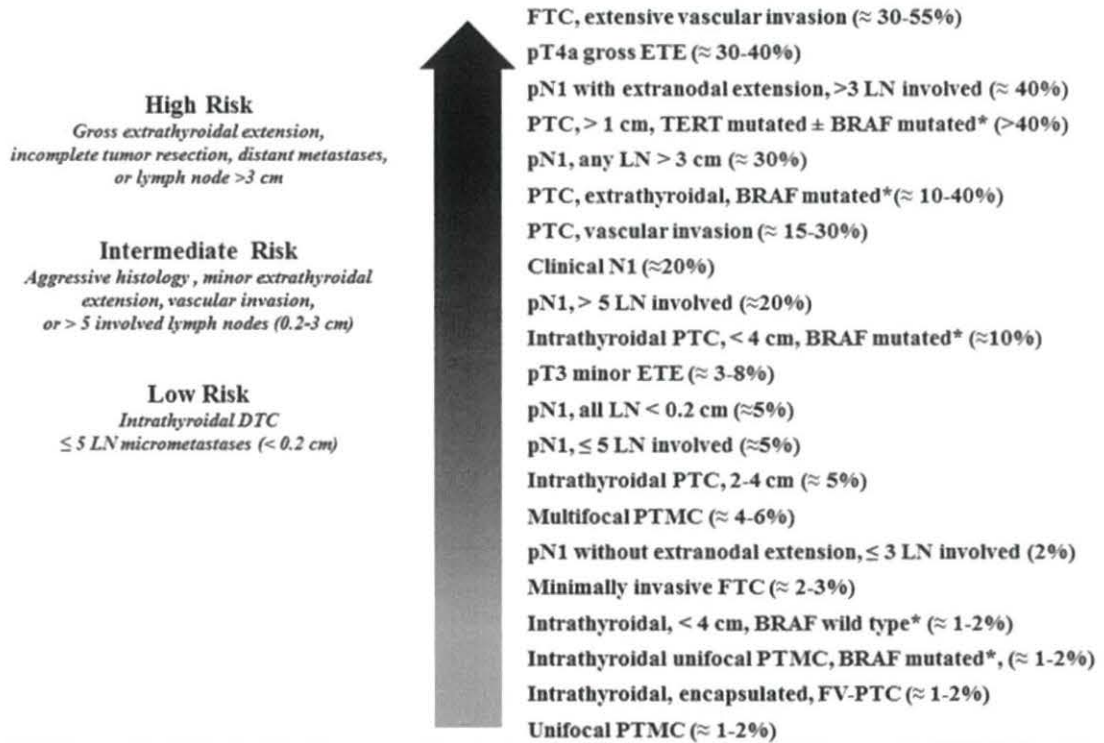 High Risk
Gross extrathyroidal extension,
incomplete tumor resection, distant metastases,
or lymph node >3 cm
Intermediate Risk
Aggressive histology , minor extrathyroidal
extension, vascular invasion,
or > 5 involved lymph nodes (0.2-3 cm)
Low Risk
Intrathyroidal DTC
≤ 5 LN micrometastases (< 0.2 cm)
FTC, extensive vascular invasion (≈ 30-55%)
pT4a gross ETE (≈ 30-40%)
pN1 with extranodal extension, >3 LN involved (≈ 40%)
PTC, > 1 cm, TERT mutated ± BRAF mutated* (>40%)
pN1, any LN > 3 cm (≈ 30%)
PTC, extrathyroidal, BRAF mutated*(≈ 10-40%)
PTC, vascular invasion (≈ 15-30%)
Clinical N1 (≈20%)
pN1, > 5 LN involved (≈20%)
Intrathyroidal PTC, < 4 cm, BRAF mutated* (≈10%)
pT3 minor ETE (≈ 3-8%)
pN1, all LN < 0.2 cm (≈5%)
pN1, ≤ 5 LN involved (≈5%)
Intrathyroidal PTC, 2-4 cm (≈ 5%)
Multifocal PTMC (≈ 4-6%)
pN1 without extranodal extension, ≤ 3 LN involved (2%)
Minimally invasive FTC (≈ 2-3%)
Intrathyroidal, < 4 cm, BRAF wild type* (≈ 1-2%)
Intrathyroidal unifocal PTMC, BRAF mutated*, (≈ 1-2%)
Intrathyroidal, encapsulated, FV-PTC (≈ 1-2%)
Unifocal PTMC (≈ 1-2%)